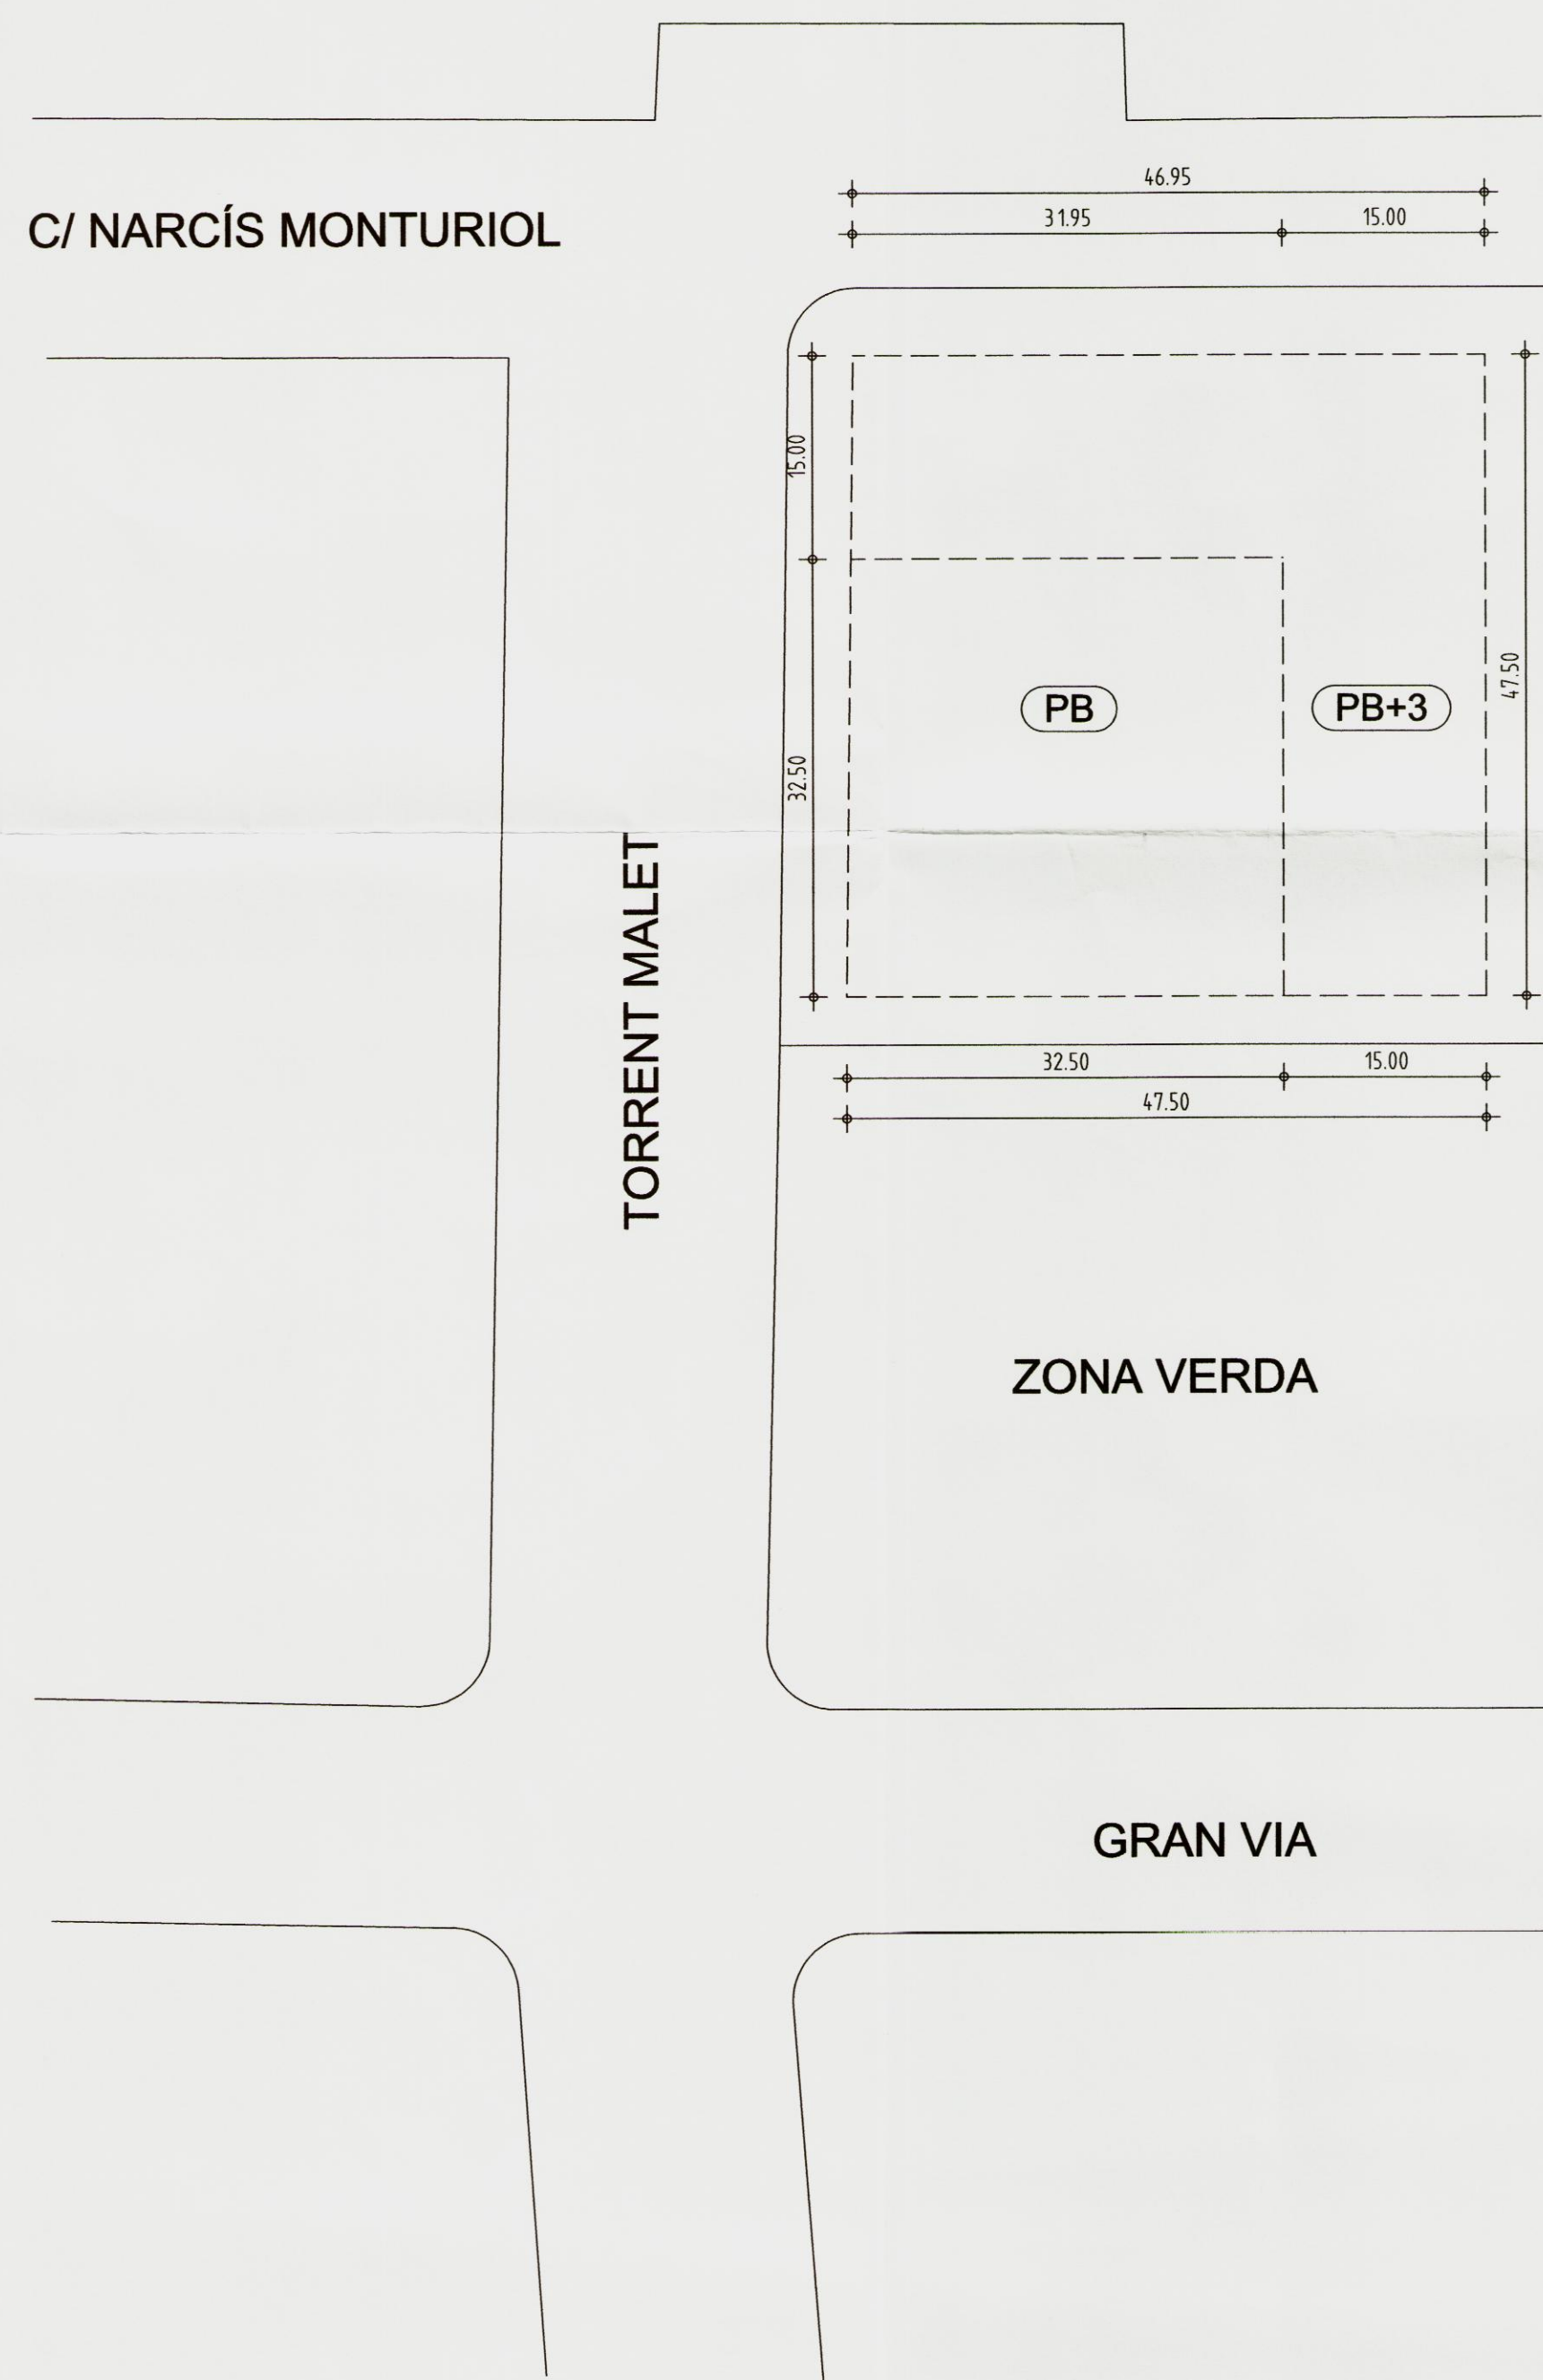 46.95
C/ NARCÍS MONTURIOL
31.95
15.00
15.00
32.50
PB
PB+3
47.50
TORRENT MALET
32.50
15.00
47.50
ZONA VERDA
GRAN VIA